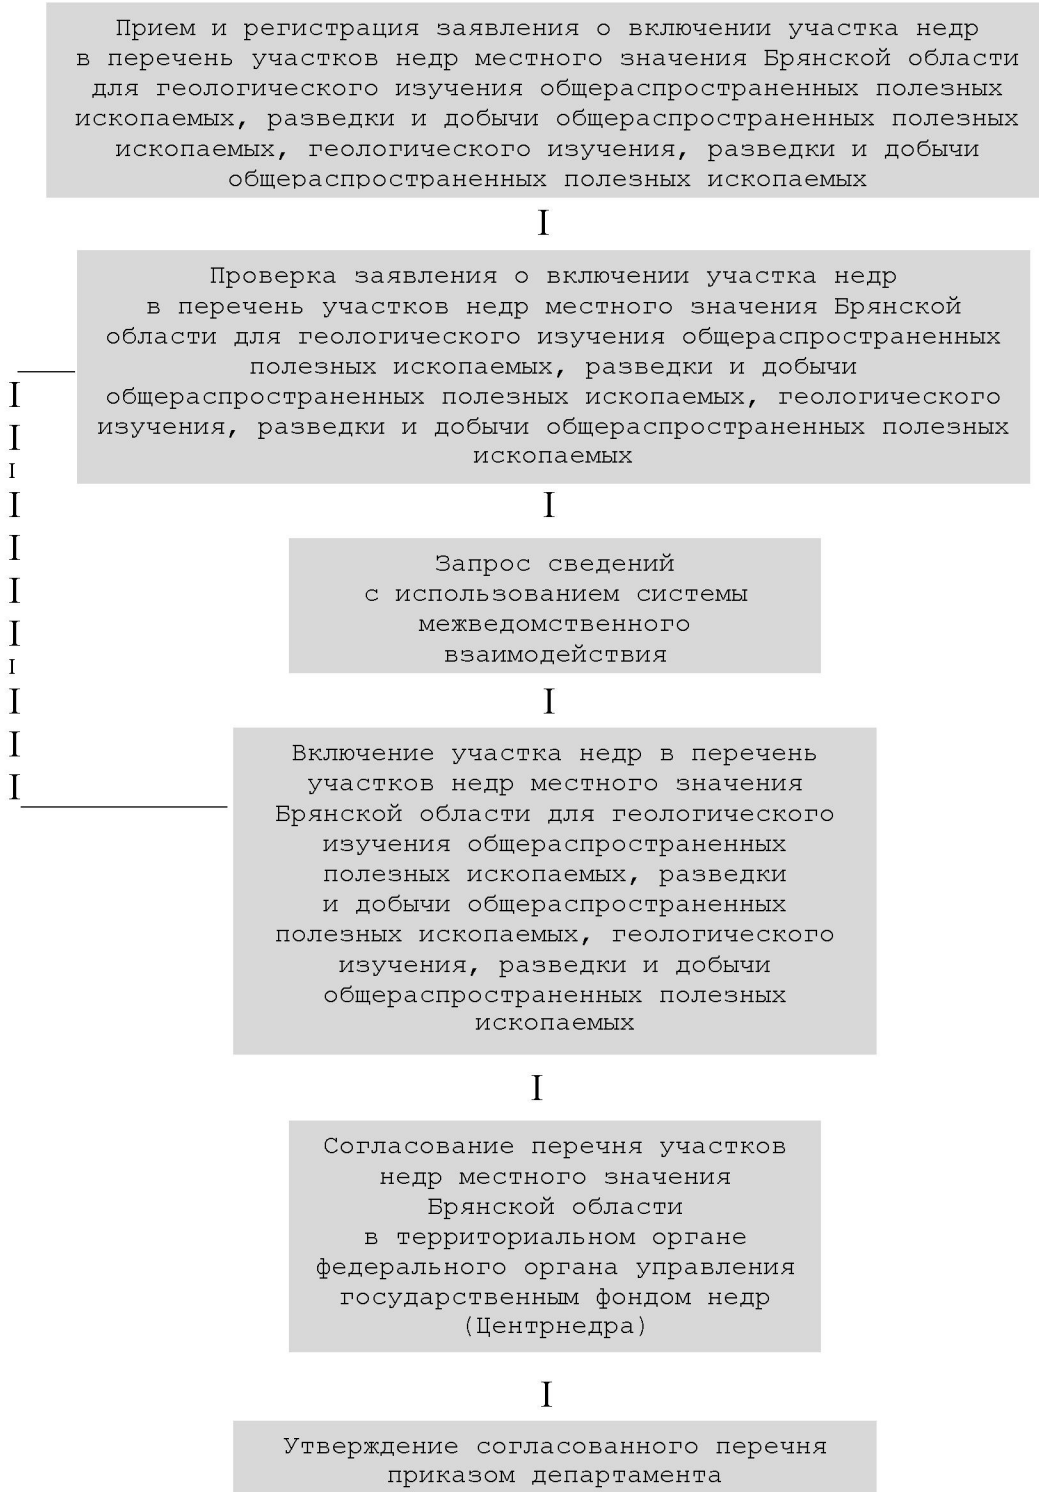 Прием и регистрация заявления о включении участка недр
в перечень участков недр местного значения Брянской области
для геологического изучения общераспространенных полезных
ископаемых, разведки и добычи общераспространенных полезных
ископаемых, геологического изучения, разведки и добычи
общераспространенных полезных ископаемых
I
Проверка заявления о включении участка недр
в перечень участков недр местного значения Брянской
области для геологического изучения общераспространенных
полезных ископаемых, разведки и добычи
общераспространенных полезных ископаемых, геологического
изучения, разведки и добычи общераспространенных полезных
ископаемых
I
I
I
I
I
I
I
I
I
I
I
I
Запрос сведений
с использованием системы
межведомственного
взаимодействия
I
Включение участка недр в перечень
участков недр местного значения
Брянской области для геологического
изучения общераспространенных
полезных ископаемых, разведки
и добычи общераспространенных
полезных ископаемых, геологического
изучения, разведки и добычи
общераспространенных полезных
ископаемых
I
Согласование перечня участков
недр местного значения
Брянской области
в территориальном органе
федерального органа управления
государственным фондом недр
(Центрнедра)
I
Утверждение согласованного перечня
приказом департамента